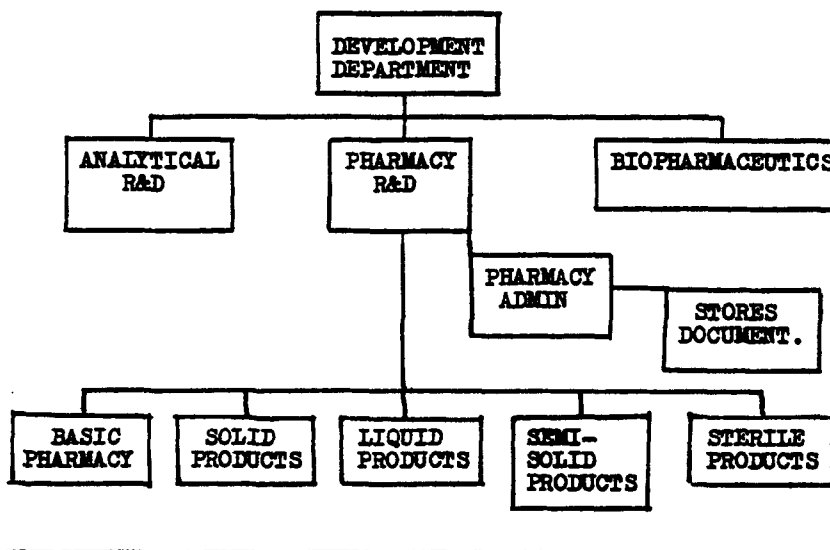 DEVELOPMENT
DEPARTMENT
ANALYTICAL
R&D
PHARMACY
R&D
BIOPHARMACEUTICS
PHARMACY
ADMIN
STORES
DOCUMENT.
BASIC
PHARMACY
SOLID
PRODUCTS
LIQUID
PRODUCTS
SEMI-
SOLID
PRODUCTS
STERILE
PRODUCTS